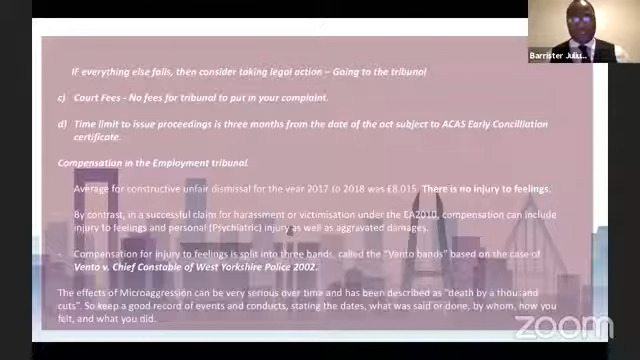 Barrister Juliu...
If everything else fails, then consider taking legal action – Going to the tribunal
c) Court Fees - No fees for tribunal to put in your complaint.
d) Time limit to issue proceedings is three months from the date of the act subject to ACAS Early Concilliation
certificate.
Compensation in the Employment tribunal
Average for constructive unfair dismissal for the year 2017 to 2018 was £8,015. There is no injury to feelings.
By contrast, in a successful claim for harassment or victimisation under the EA2010, compensation can include
injury to feelings and personal (Psychiatric) injury as well as aggravated damages.
- Compensation for injury to feelings is split into three bands, called the "Vento bands" based on the case of
Vento v. Chief Constable of West Yorkshire Police 2002.
The effects of Microaggression can be very serious over time and has been described as "death by a thousand
cuts". So keep a good record of events and conducts, stating the dates, what was said or done, by whom, how you
felt, and what you did.
zoom